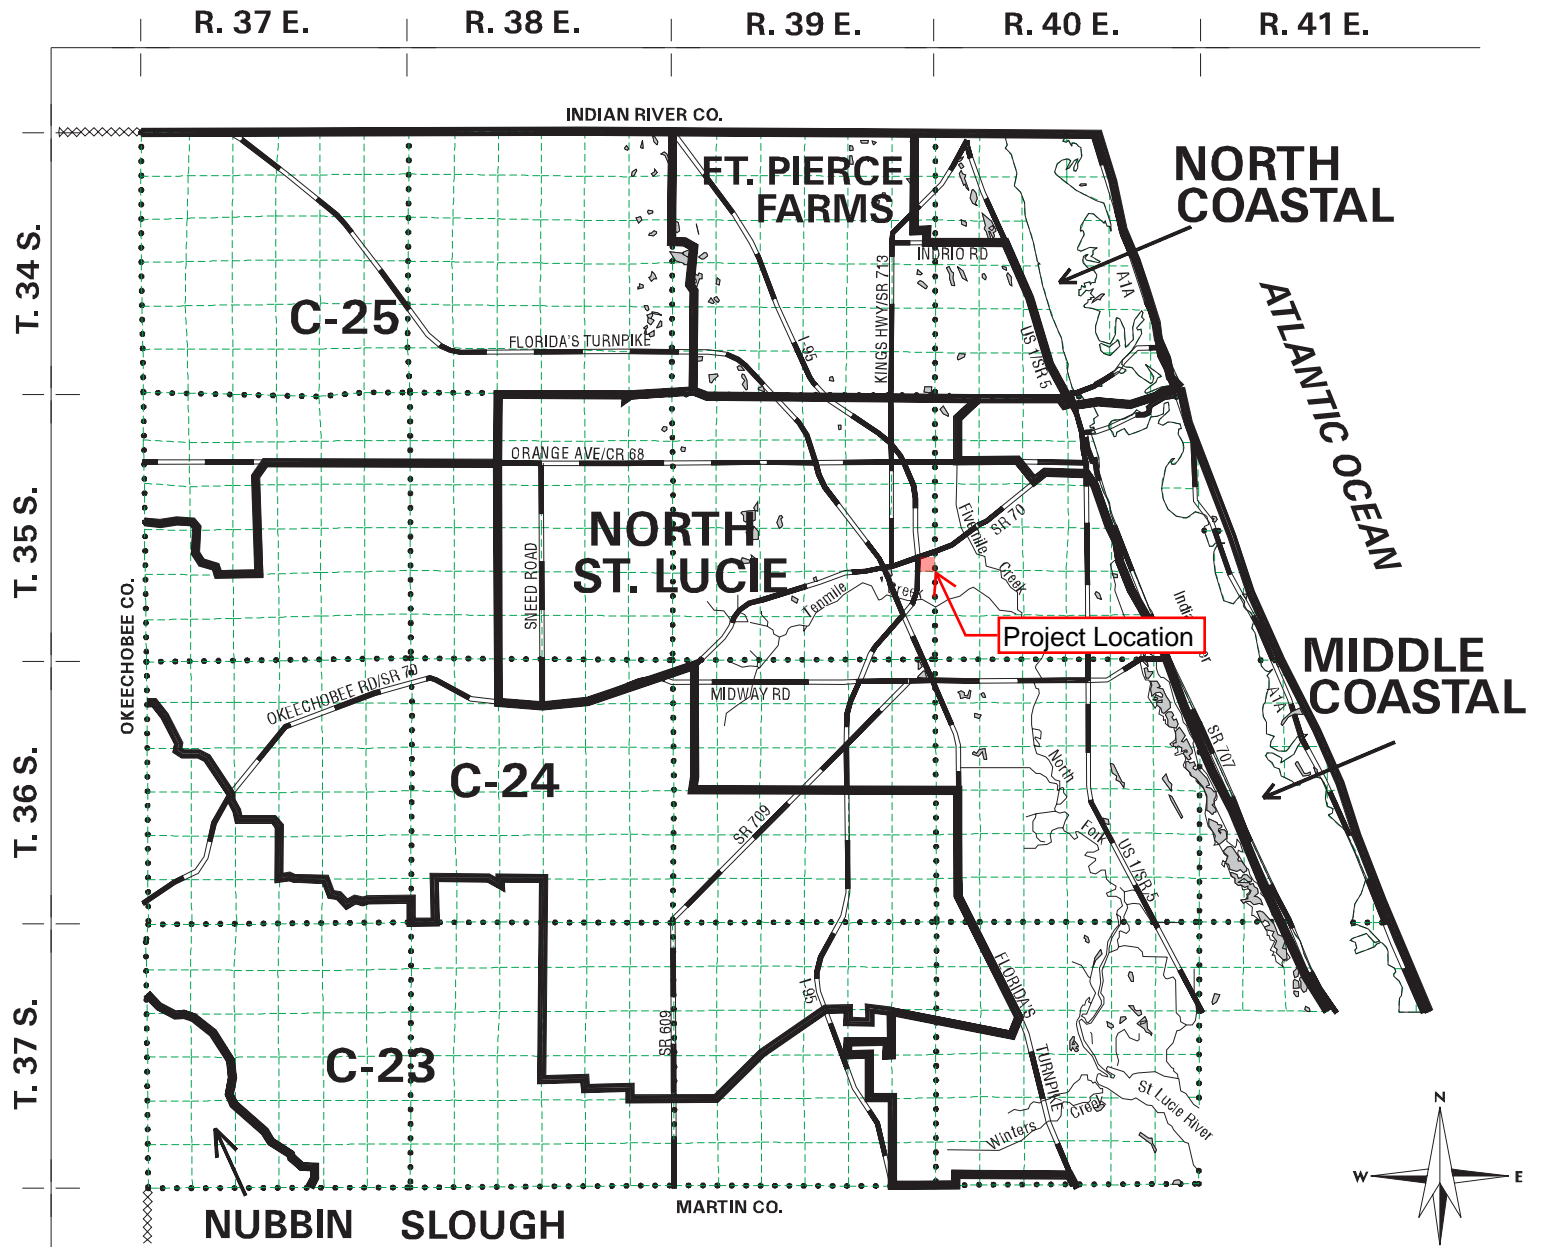 R. 37 E.
R. 38 E.
R. 39 E.
R. 40 E.
R. 41 E.
INDIAN RIVER CO.
T. 34 S.
T. 35 S.
T. 36 S.
T. 37 S.
OKEECHOBEE CO.
FT. PIERCE
FARMS
NORTH
COASTAL
INDRIO RD
KINGS HWY/SR 713
A1A
C-25
FLORIDA'S TURNPIKE
I-95
US 1/SR 5
ATLANTIC OCEAN
ORANGE AVE/CR 68
NORTH
ST. LUCIE
SNEED ROAD
Fivemile
Creek
SR 70
Tenmile
Creek
Project Location
MIDDLE
COASTAL
OKEECHOBEE RD/SR 70
MIDWAY RD
A1A
SR 707
C-24
North
Fork
SR 709
US 1/SR 5
I-95
FLORIDA'S
TURNPIKE
SR 609
C-23
St Lucie River
Winters
Creek
NUBBIN SLOUGH
MARTIN CO.
N
W
E